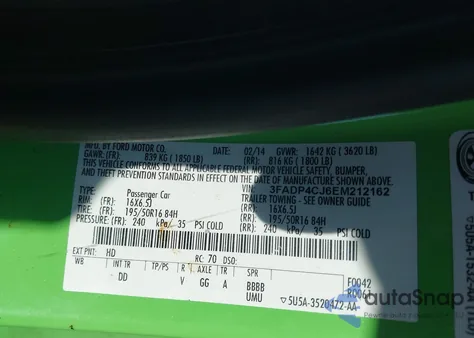 MFD. BY FORD MOTOR CO.
DATE: 02/14 GVWR: 1642 KG ( 3620 LB)
GAWR: (FR): 839 KG ( 1850 LB) (RR): 816 KG ( 1800 LB)
THIS VEHICLE CONFORMS TO ALL APPLICABLE FEDERAL MOTOR VEHICLE SAFETY, BUMPER,
AND THEFT PREVENTION STANDARDS IN EFFECT ON THE DATE OF MANUFACTURE SHOWN ABOVE.
VIN: 3FADP4CJ6EM212162
TYPE: Passenger Car TRAILER TOWING - SEE OWNER GUIDE
RIM: (FR) 16X6.5J (RR) 16X6.5J
TIRE: (FR) 195/50R16 84H (RR) 195/50R16 84H
PRESSURE: (FR) 240 kPa/ 35 PSI COLD (RR) 240 kPa/ 35 PSI COLD
EXT PNT: HD RC: 70 DSO:
WB INT TR TP/PS R AXLE TR SPR F0042
DD V GG A BBBB
UMU 5U5A-3520472-AA
autoSnap